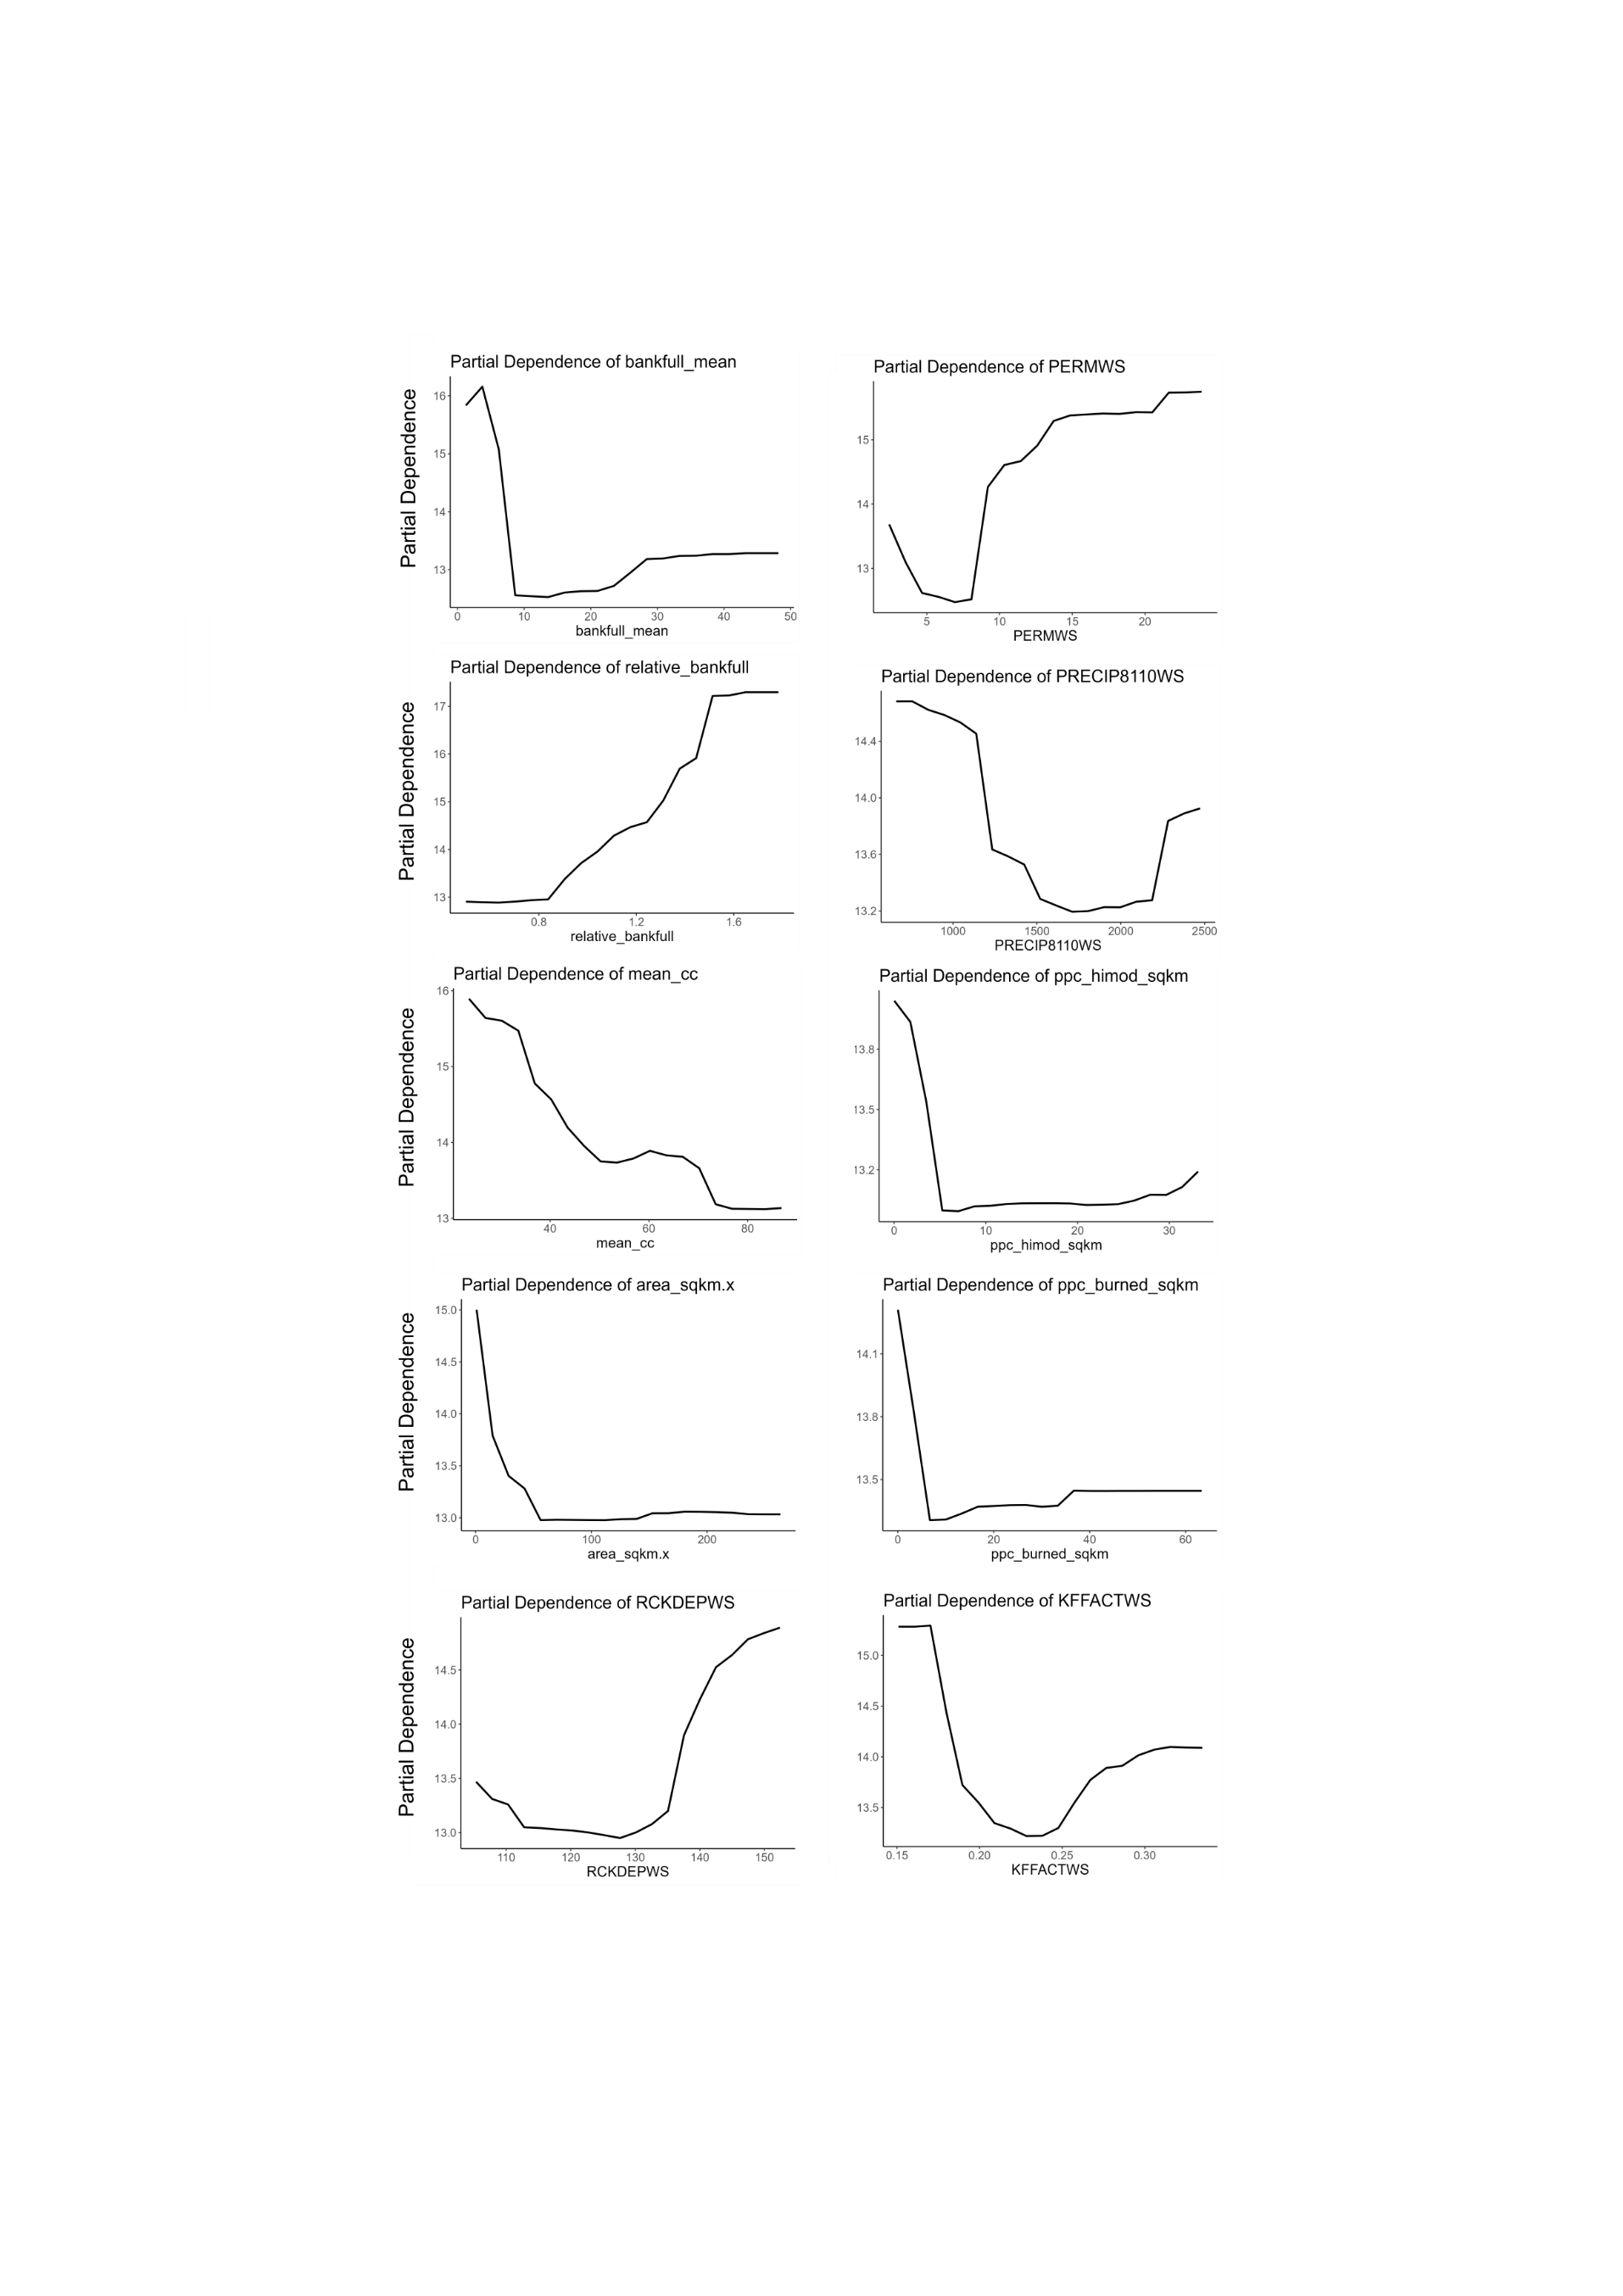 Partial Dependence of bankfull_mean
Partial Dependence
16
15
14
13
0 10 20 30 40 50
bankfull_mean
Partial Dependence of PERMWS
15
14
13
5 10 15 20
PERMWS
Partial Dependence of relative_bankfull
Partial Dependence
17
16
15
14
13
0.8 1.2 1.6
relative_bankfull
Partial Dependence of PRECIP8110WS
14.4
14.0
13.6
13.2
1000 1500 2000 2500
PRECIP8110WS
Partial Dependence of mean_cc
Partial Dependence
16
15
14
13
40 60 80
mean_cc
Partial Dependence of ppc_himod_sqkm
13.8
13.5
13.2
0 10 20 30
ppc_himod_sqkm
Partial Dependence of area_sqkm.x
Partial Dependence
15.0
14.5
14.0
13.5
13.0
0 100 200
area_sqkm.x
Partial Dependence of ppc_burned_sqkm
14.1
13.8
13.5
0 20 40 60
ppc_burned_sqkm
Partial Dependence of RCKDEPWS
Partial Dependence
14.5
14.0
13.5
13.0
110 120 130 140 150
RCKDEPWS
Partial Dependence of KFFACTWS
15.0
14.5
14.0
13.5
0.15 0.20 0.25 0.30
KFFACTWS